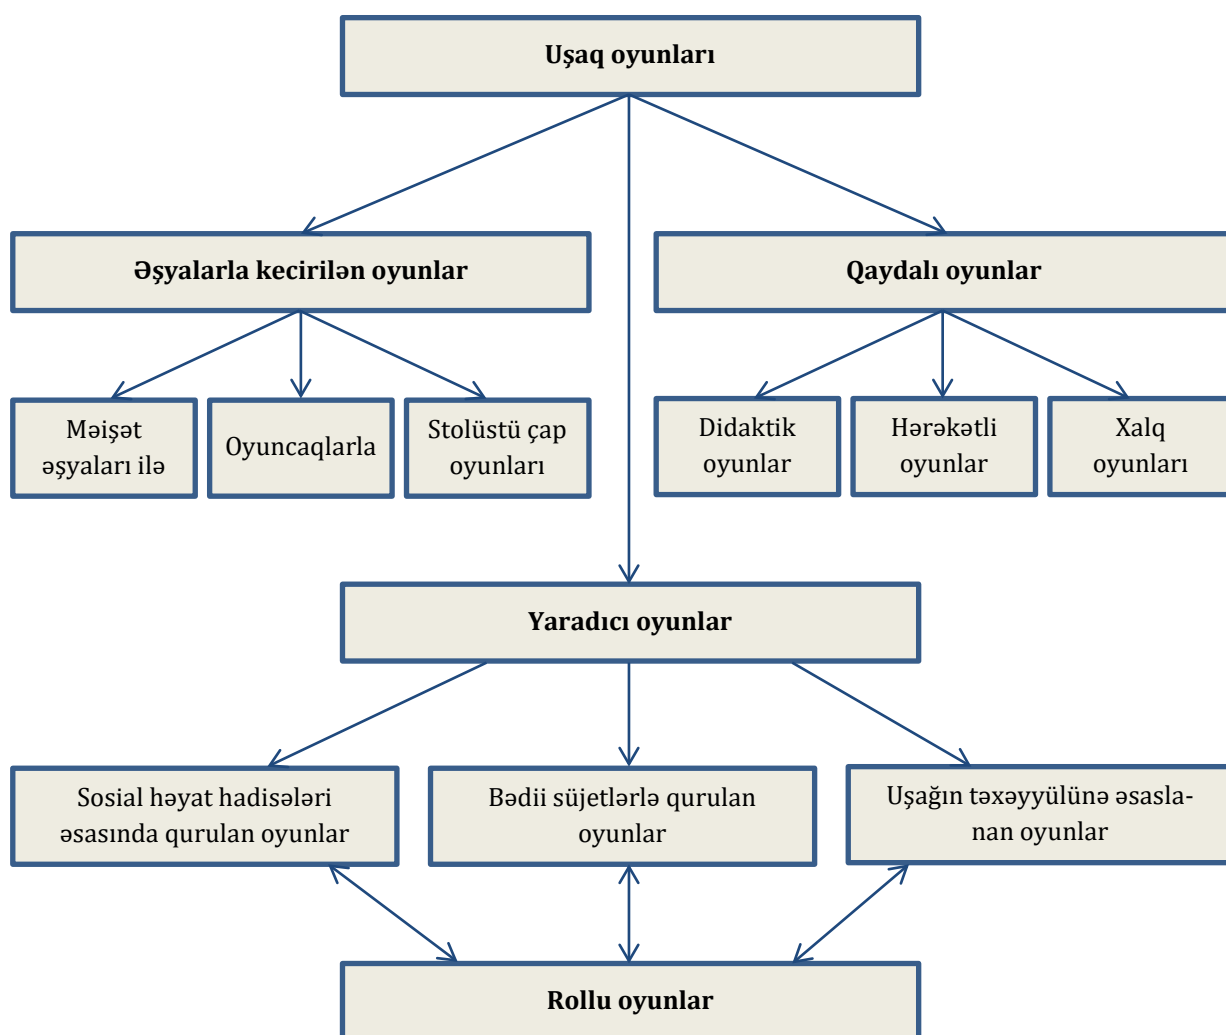 Uşaq oyunları
Əşyalarla kecirilən oyunlar
Qaydalı oyunlar
Məişət
əşyaları ilə
Oyuncaqlarla
Stolüstü çap
oyunları
Didaktik
oyunlar
Hərəkətli
oyunlar
Xalq
oyunları
Yaradıcı oyunlar
Sosial həyat hadisələri
əsasında qurulan oyunlar
Bədii süjetlərlə qurulan
oyunlar
Uşağın təxəyyülünə əsasla-
nan oyunlar
Rollu oyunlar